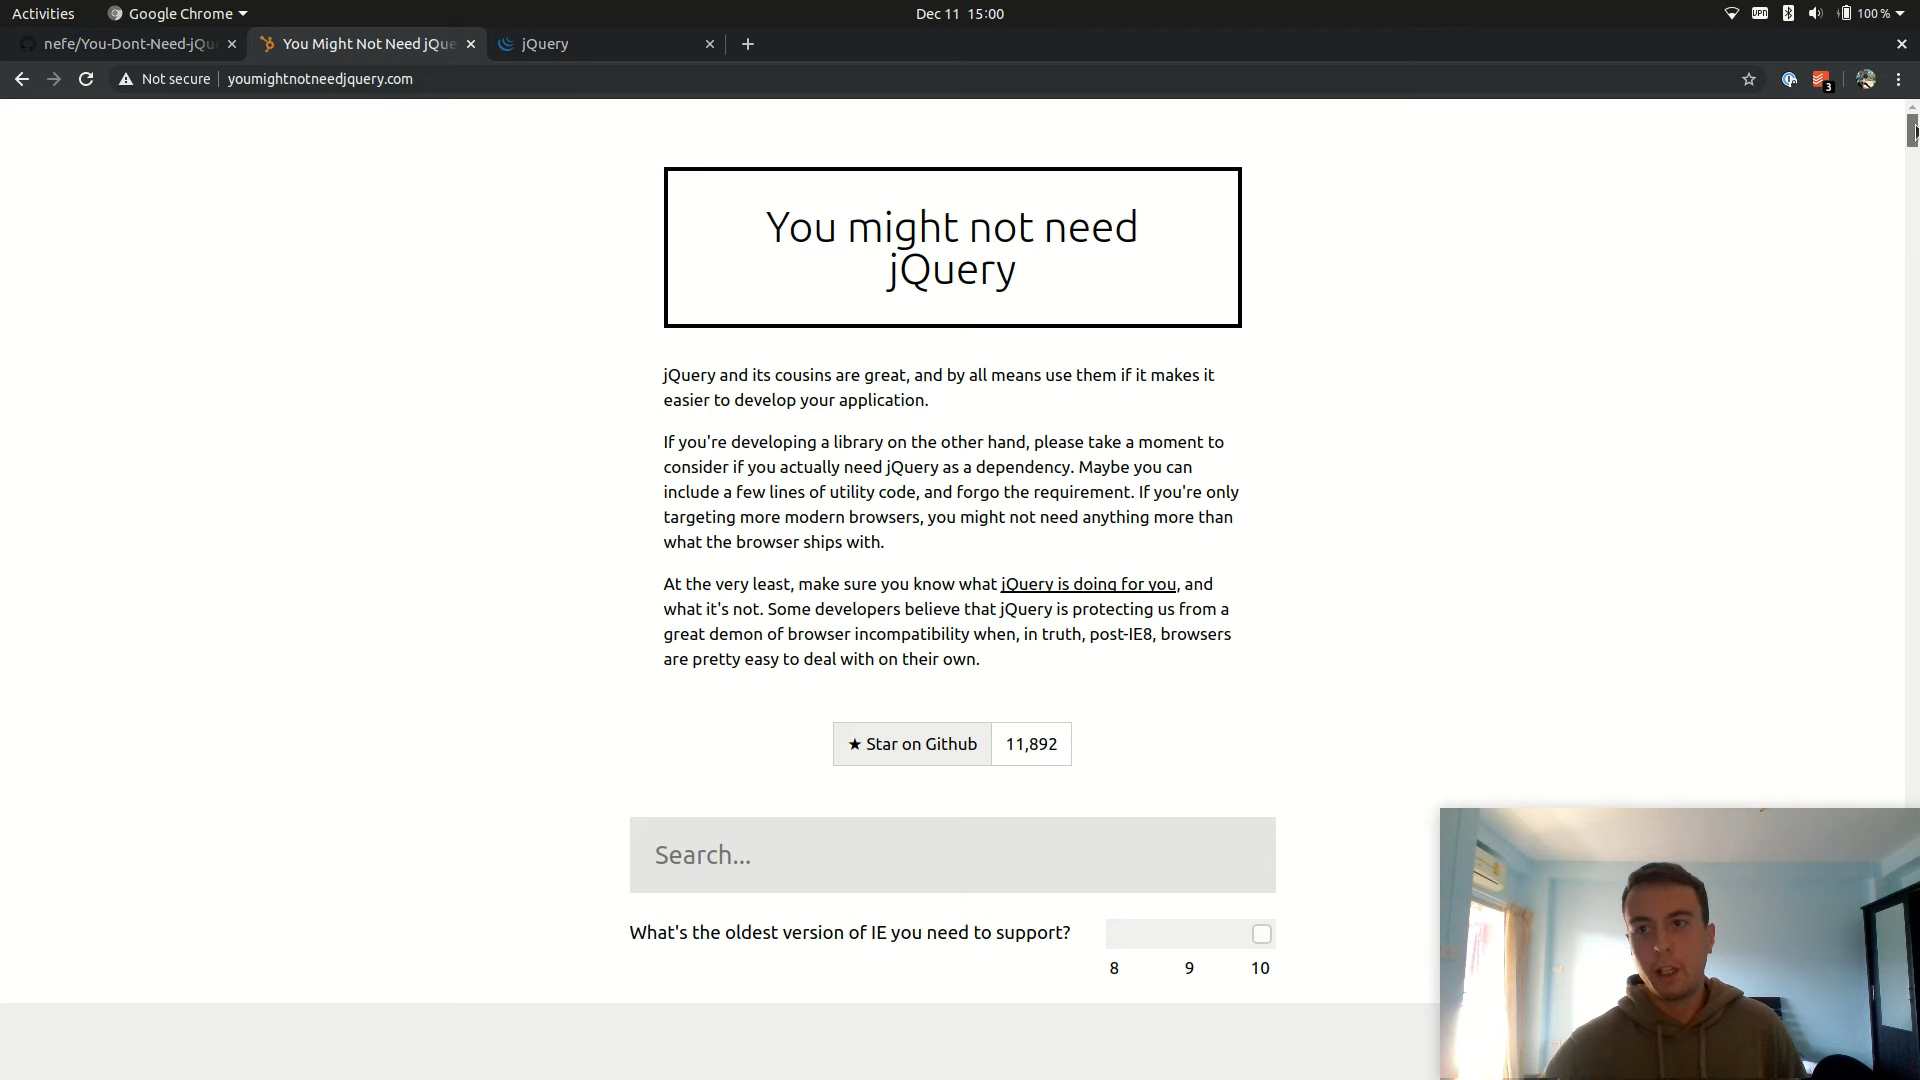 Activities
Google Chrome
Dec 11 15:00
VPN
100 %
nefe/You-Dont-Need-jQu
You Might Not Need jQue
jQuery
Not secure
youmightnotneedjquery.com
3
You might not need
jQuery
jQuery and its cousins are great, and by all means use them if it makes it
easier to develop your application.
If you're developing a library on the other hand, please take a moment to
consider if you actually need jQuery as a dependency. Maybe you can
include a few lines of utility code, and forgo the requirement. If you're only
targeting more modern browsers, you might not need anything more than
what the browser ships with.
At the very least, make sure you know what jQuery is doing for you, and
what it's not. Some developers believe that jQuery is protecting us from a
great demon of browser incompatibility when, in truth, post-IE8, browsers
are pretty easy to deal with on their own.
★ Star on Github 11,892
Search...
What's the oldest version of IE you need to support?
8 9 10